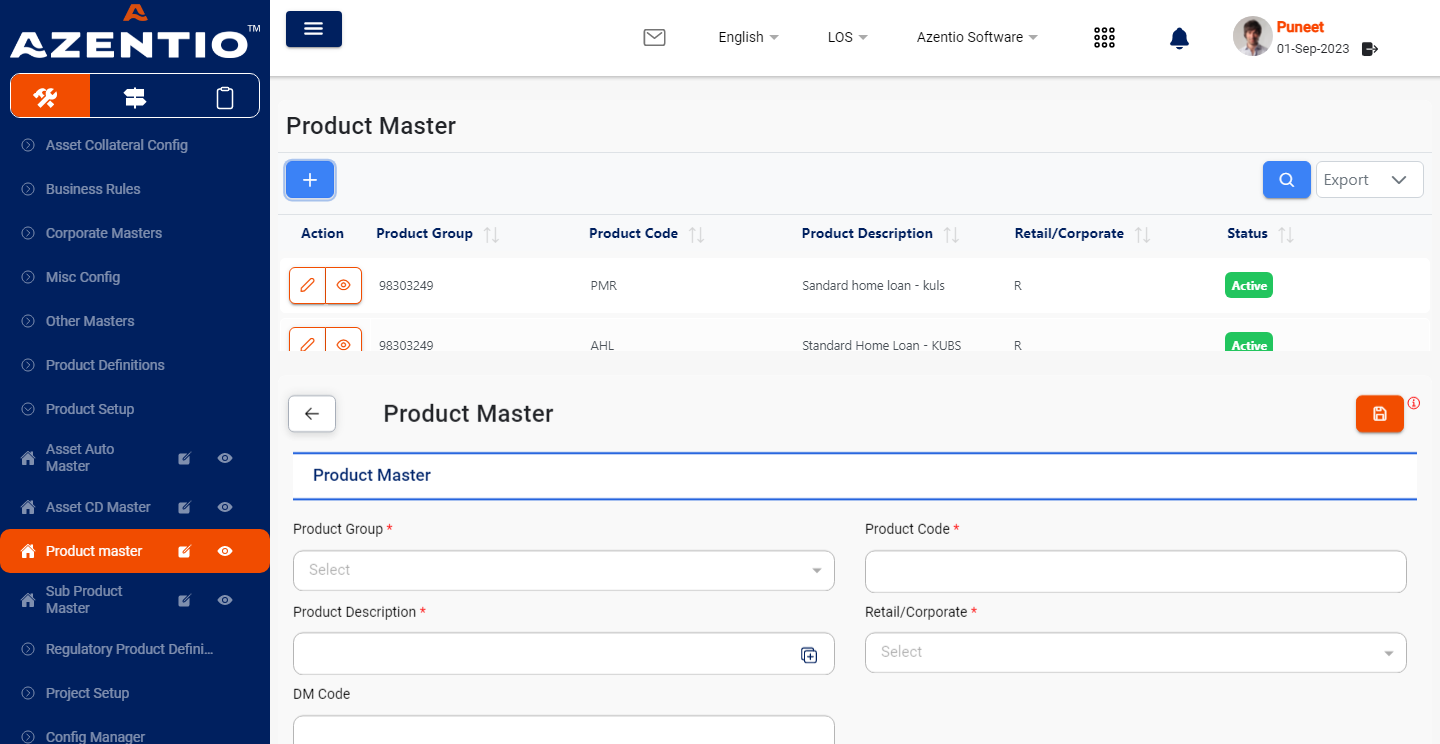 AZENTIO™
English
LOS
Azentio Software
Puneet
01-Sep-2023
Asset Collateral Config
Business Rules
Corporate Masters
Misc Config
Other Masters
Product Definitions
Product Setup
Asset Auto
Master
Asset CD Master
Product master
Sub Product
Master
Regulatory Product Defini...
Project Setup
Config Manager
Product Master
Export
Action Product Group Product Code Product Description Retail/Corporate Status
98303249 PMR Sandard home loan - kuls R Active
98303249 AHL Standard Home Loan - KUBS R Active
Product Master
Product Master
Product Group * Product Code *
Select
Product Description * Retail/Corporate *
Select
DM Code